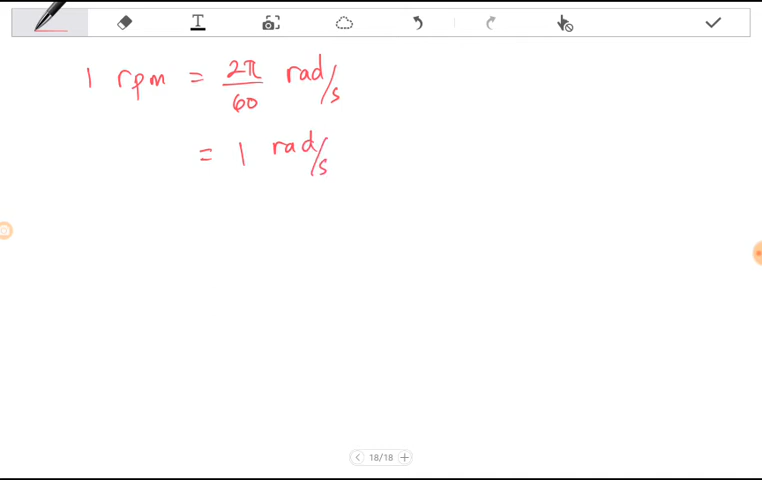 T
1 rpm = 2π/60 rad/s
= 1 rad/s
18/18